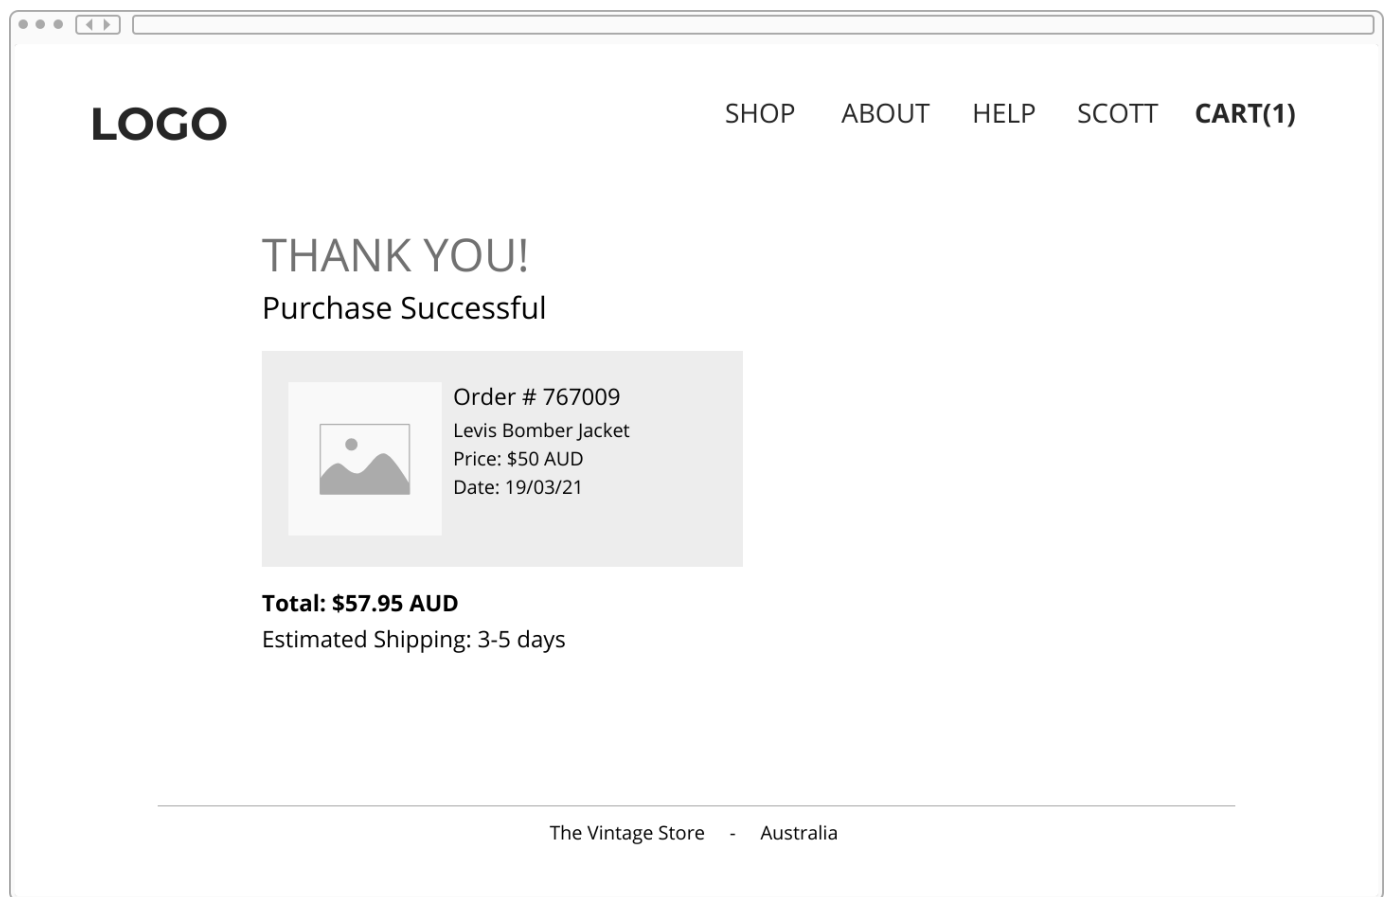 LOGO
SHOP ABOUT HELP SCOTT CART(1)
THANK YOU!
Purchase Successful
Order # 767009
Levis Bomber Jacket
Price: $50 AUD
Date: 19/03/21
Total: $57.95 AUD
Estimated Shipping: 3-5 days
The Vintage Store - Australia